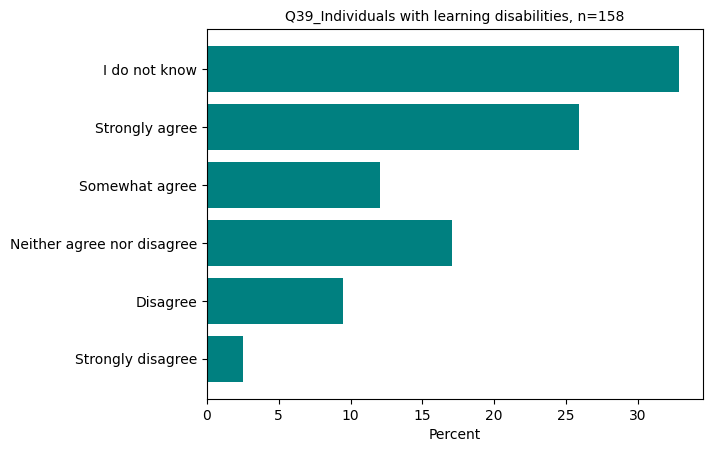 Q39_Individuals with learning disabilities, n=158
I do not know
Strongly agree
Somewhat agree
Neither agree nor disagree
Disagree
Strongly disagree
0 5 10 15 20 25 30
Percent